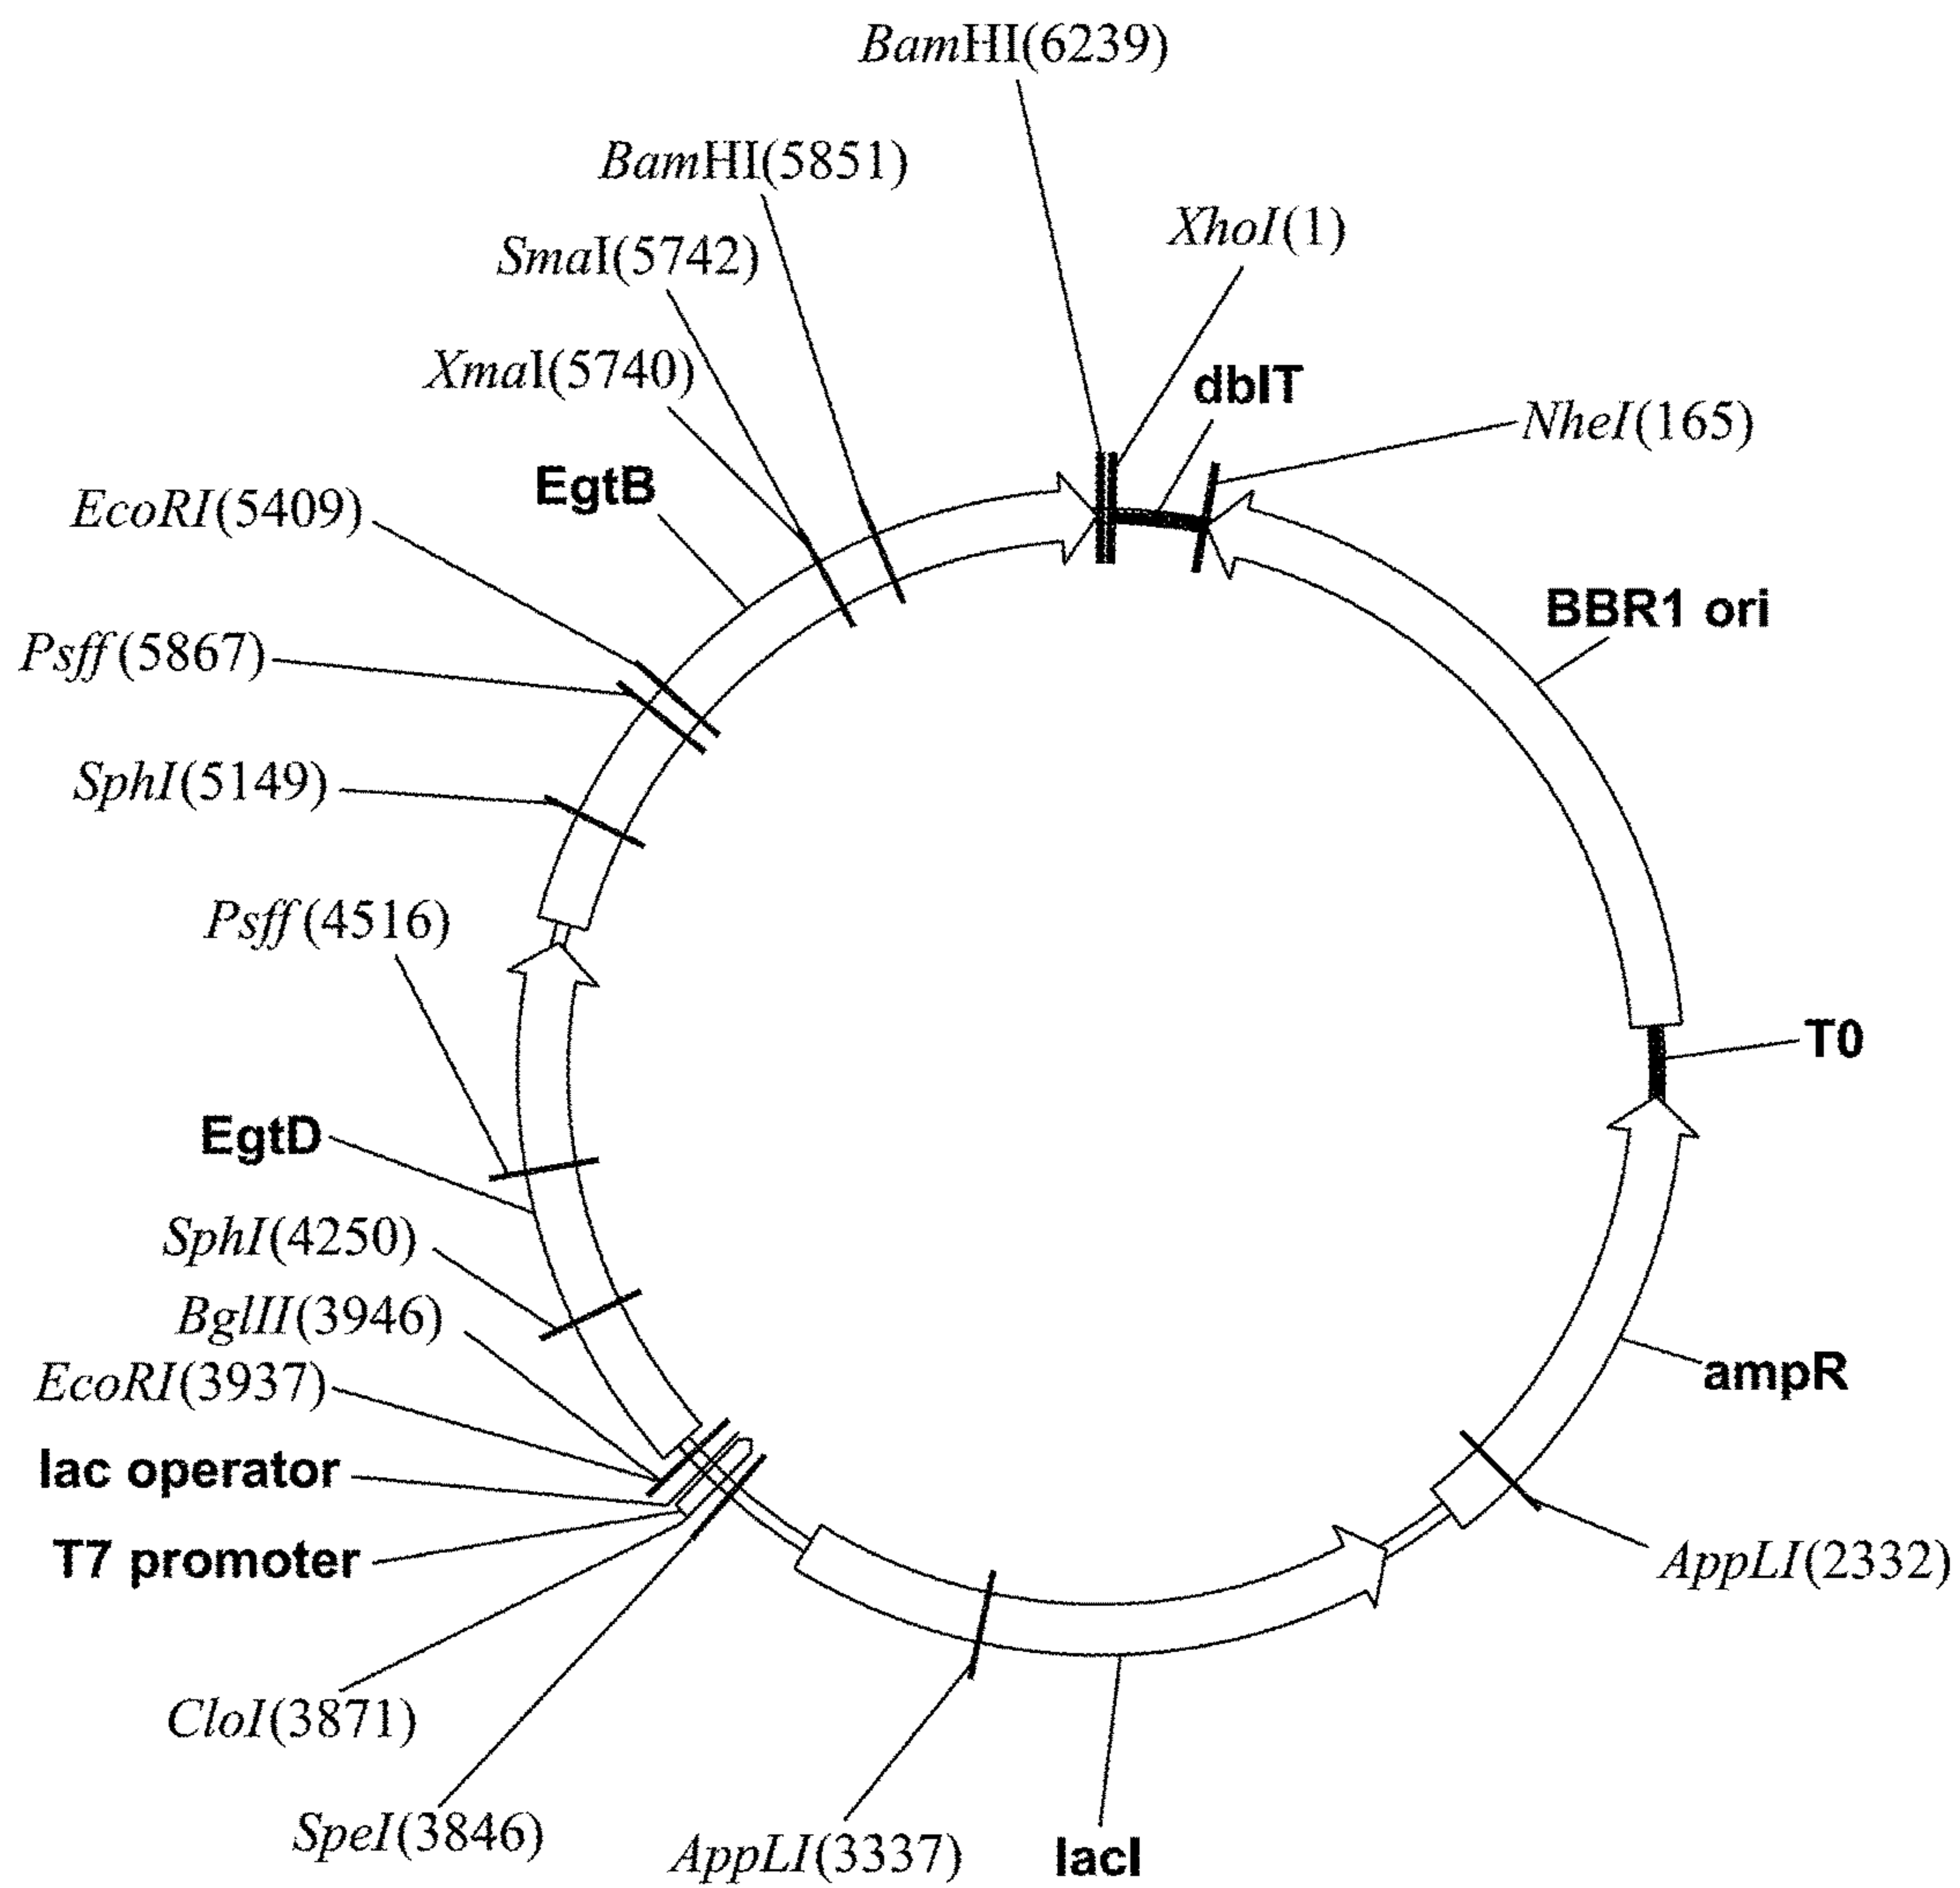 BamHI(6239)
BamHI(5851)
XhoI(1)
SmaI(5742)
XmaI(5740)
dblT
NheI(165)
EgtB
EcoRI(5409)
BBR1 ori
Psff(5867)
SphI(5149)
Psff(4516)
T0
EgtD
SphI(4250)
BglII(3946)
EcoRI(3937)
ampR
lac operator
T7 promoter
AppLI(2332)
CloI(3871)
SpeI(3846)
AppLI(3337)
lacI